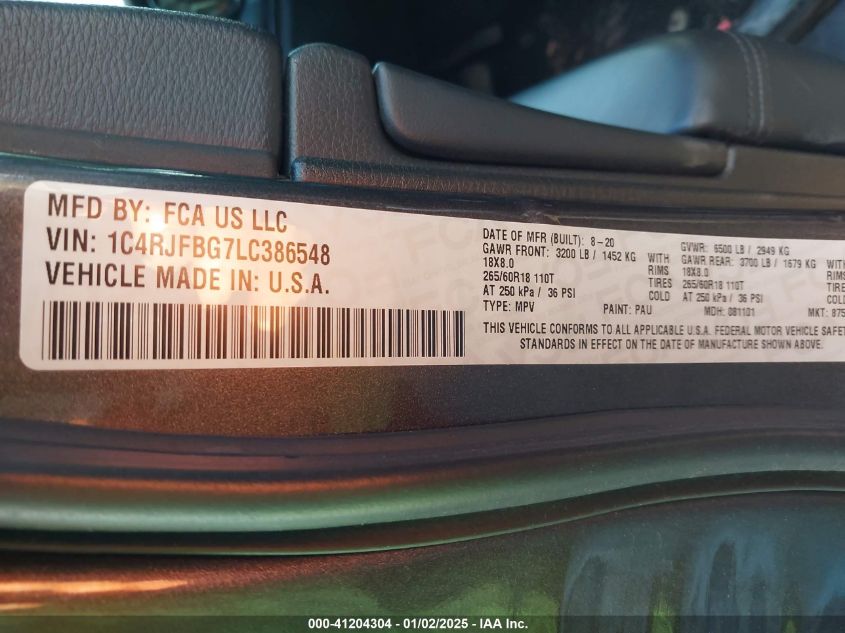 MFD BY: FCA US LLC
VIN: 1C4RJFBG7LC386548
VEHICLE MADE IN: U.S.A.
DATE OF MFR (BUILT): 8-20 GVWR: 6500 LB / 2949 KG
GAWR FRONT: 3200 LB / 1452 KG WITH GAWR REAR: 3700 LB / 1679 KG WITH
18X8.0 RIMS 18X8.0 RIMS
265/60R18 110T TIRES 265/60R18 110T TIRES
AT 250 kPa / 36 PSI COLD AT 250 kPa / 36 PSI COLD
TYPE: MPV PAINT: PAU MDH: 081101 MKT: 875
THIS VEHICLE CONFORMS TO ALL APPLICABLE U.S.A. FEDERAL MOTOR VEHICLE SAFET
STANDARDS IN EFFECT ON THE DATE OF MANUFACTURE SHOWN ABOVE.
000-41204304 - 01/02/2025 - © IAA Inc.